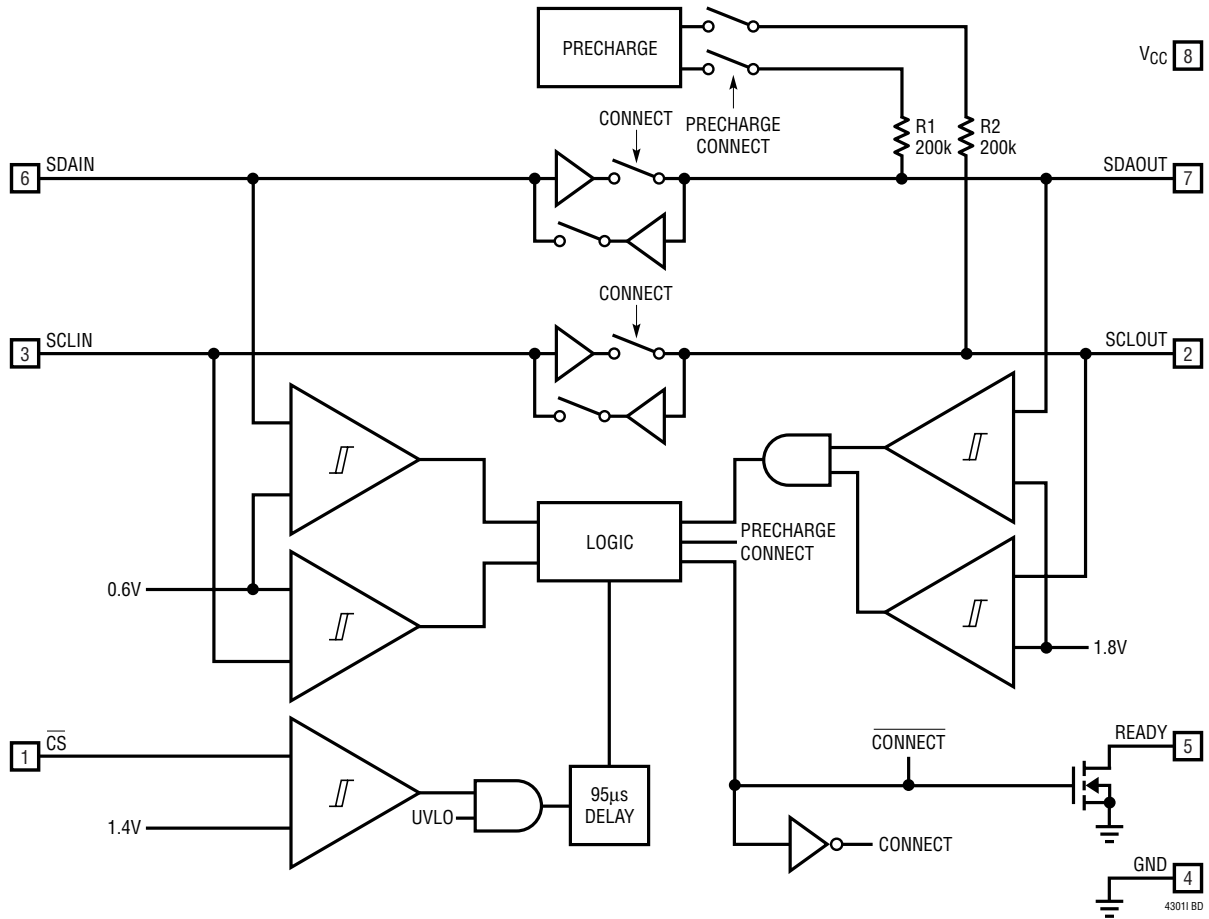 PRECHARGE
VCC 8
CONNECT
PRECHARGE
CONNECT
R1
200k
R2
200k
6 SDAIN
SDAOUT 7
CONNECT
3 SCLIN
SCLOUT 2
LOGIC
PRECHARGE
CONNECT
0.6V
1.8V
1 C̅S̅
C̅O̅N̅N̅E̅C̅T̅
READY 5
1.4V
UVLO
95µs
DELAY
CONNECT
GND 4
4301I BD